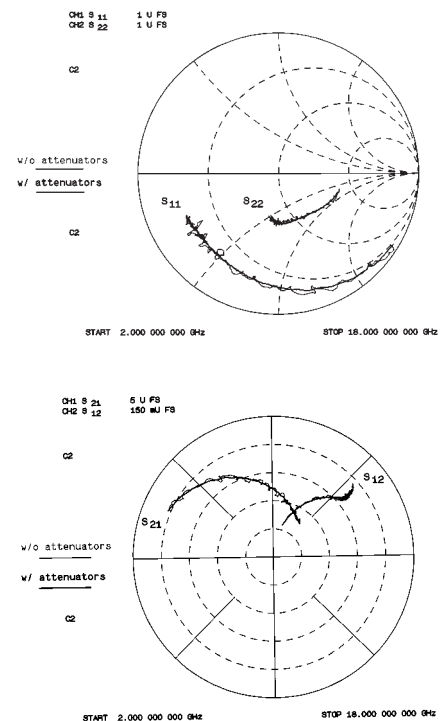 CH1 S 11 1 U FS
CH2 S 22 1 U FS
C2
w/o attenuators
w/ attenuators
S11
S22
C2
START 2.000 000 000 GHz STOP 18.000 000 000 GHz
CH1 S 21 5 U FS
CH2 S 12 150 mU FS
C2
S12
S21
w/o attenuators
w/ attenuators
C2
START 2.000 000 000 GHz STOP 18.000 000 000 GHz